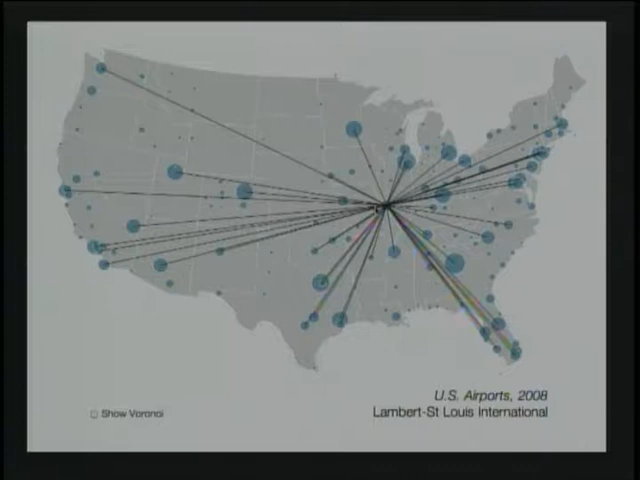 U.S. Airports, 2008
Lambert-St Louis International
Show Voronoi